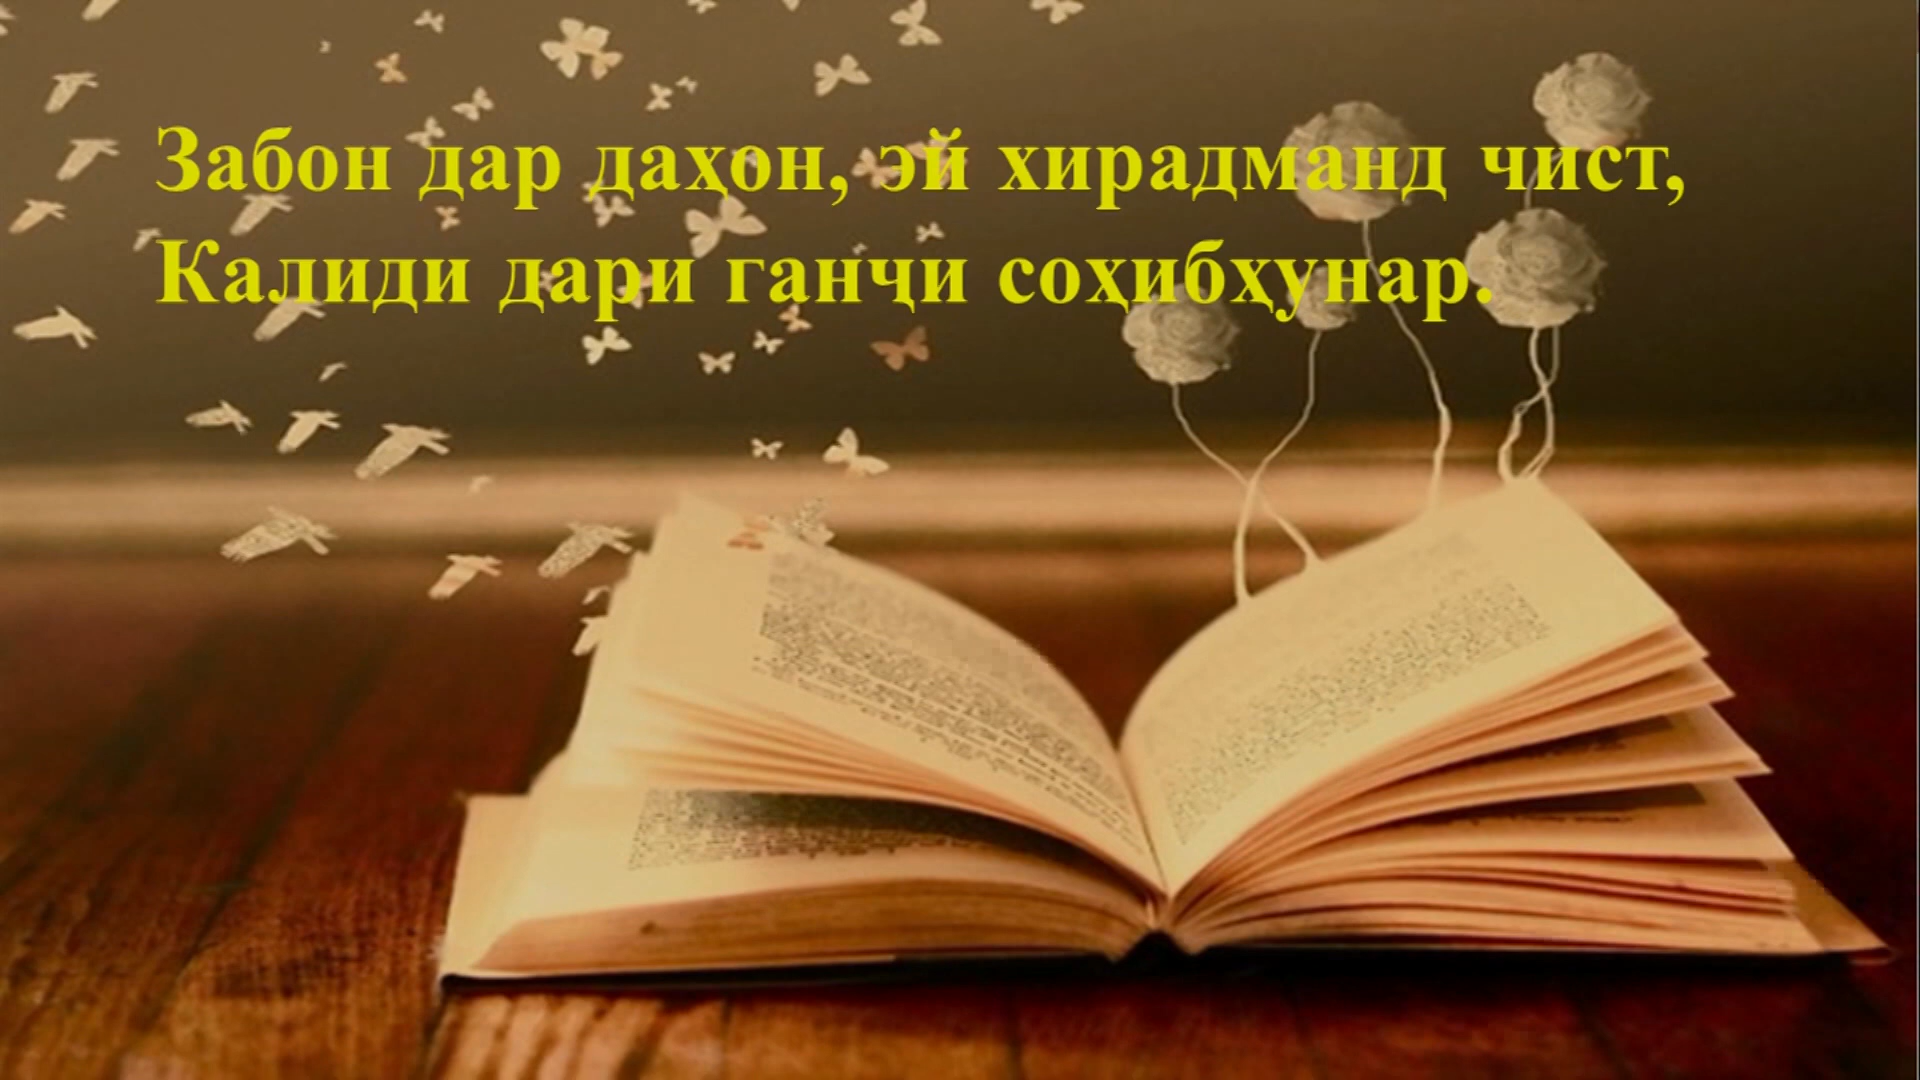 Забон дар даҳон, эй хирадманд чист,
Калиди дари ганҷи соҳибҳунар.